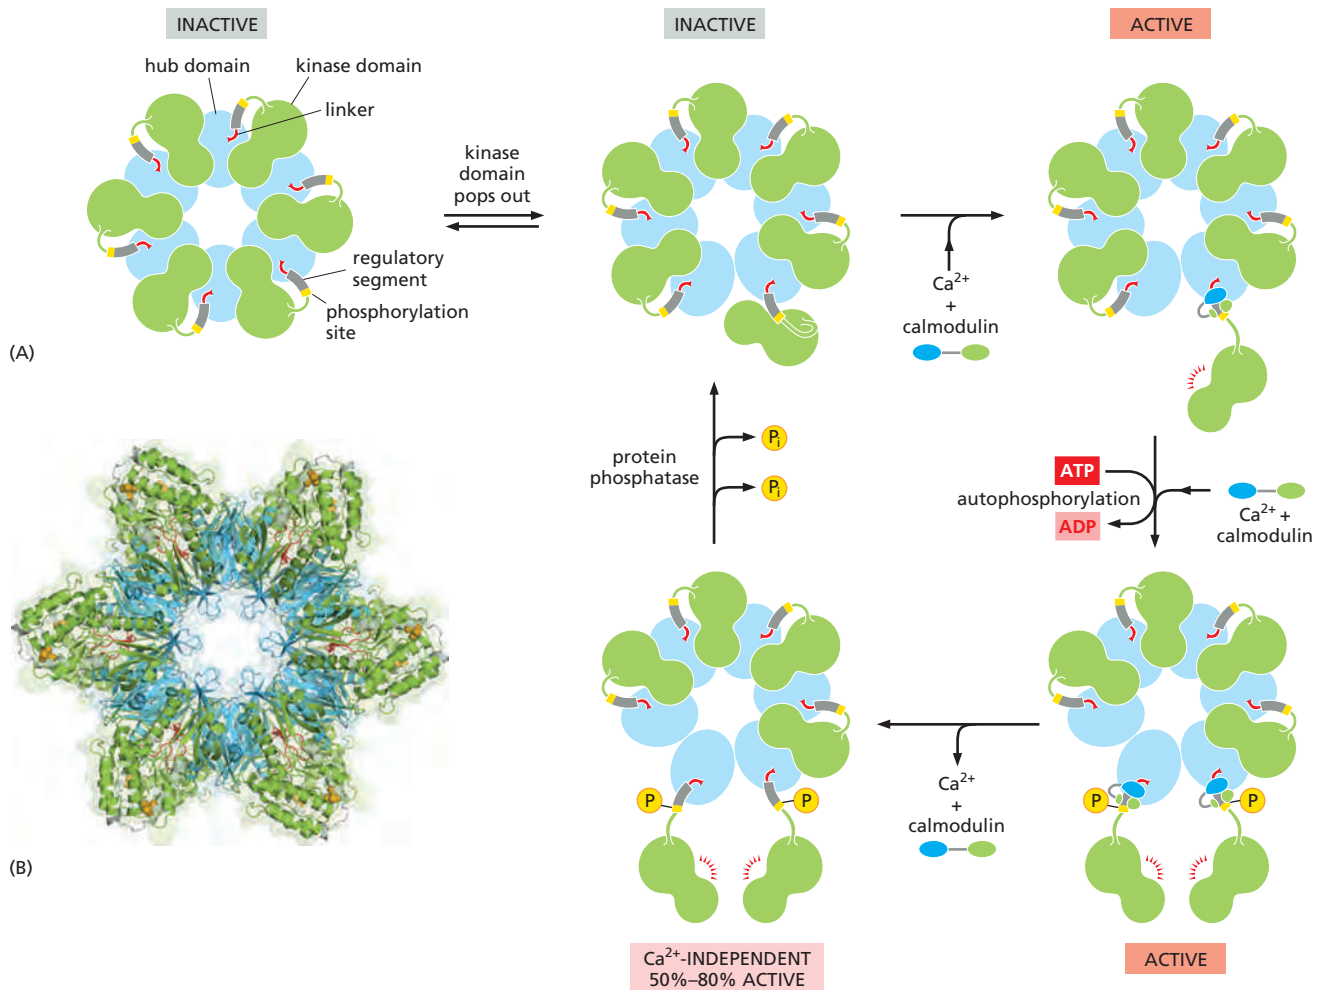 INACTIVE
INACTIVE
ACTIVE
hub domain
kinase domain
linker
kinase
domain
pops out
regulatory
segment
phosphorylation
site
Ca²⁺
+
calmodulin
(A)
protein
phosphatase
Pᵢ
Pᵢ
ATP
autophosphorylation
ADP
Ca²⁺ +
calmodulin
(B)
P
P
Ca²⁺
+
calmodulin
P
P
Ca²⁺-INDEPENDENT
50%–80% ACTIVE
ACTIVE